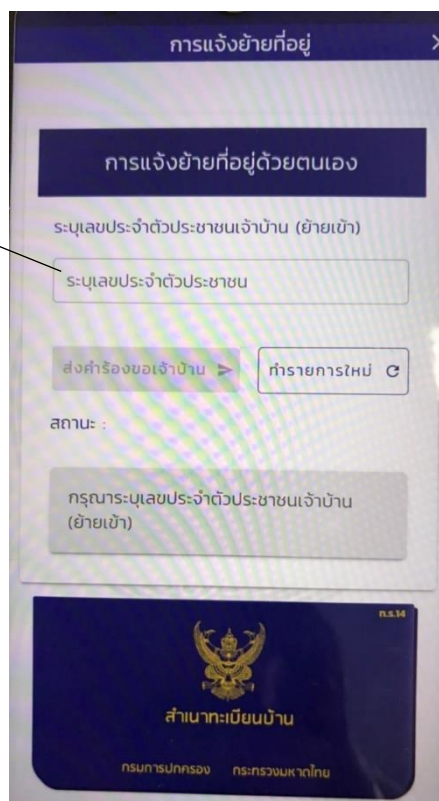 การแจ้งย้ายที่อยู่
การแจ้งย้ายที่อยู่ด้วยตนเอง
ระบุเลขประจำตัวประชาชนเจ้าบ้าน (ย้ายเข้า)
ระบุเลขประจำตัวประชาชน
ส่งคำร้องขอเจ้าบ้าน
ทำรายการใหม่
สถานะ :
กรุณาระบุเลขประจำตัวประชาชนเจ้าบ้าน
(ย้ายเข้า)
ท.ร.14
สำเนาทะเบียนบ้าน
กรมการปกครอง กระทรวงมหาดไทย